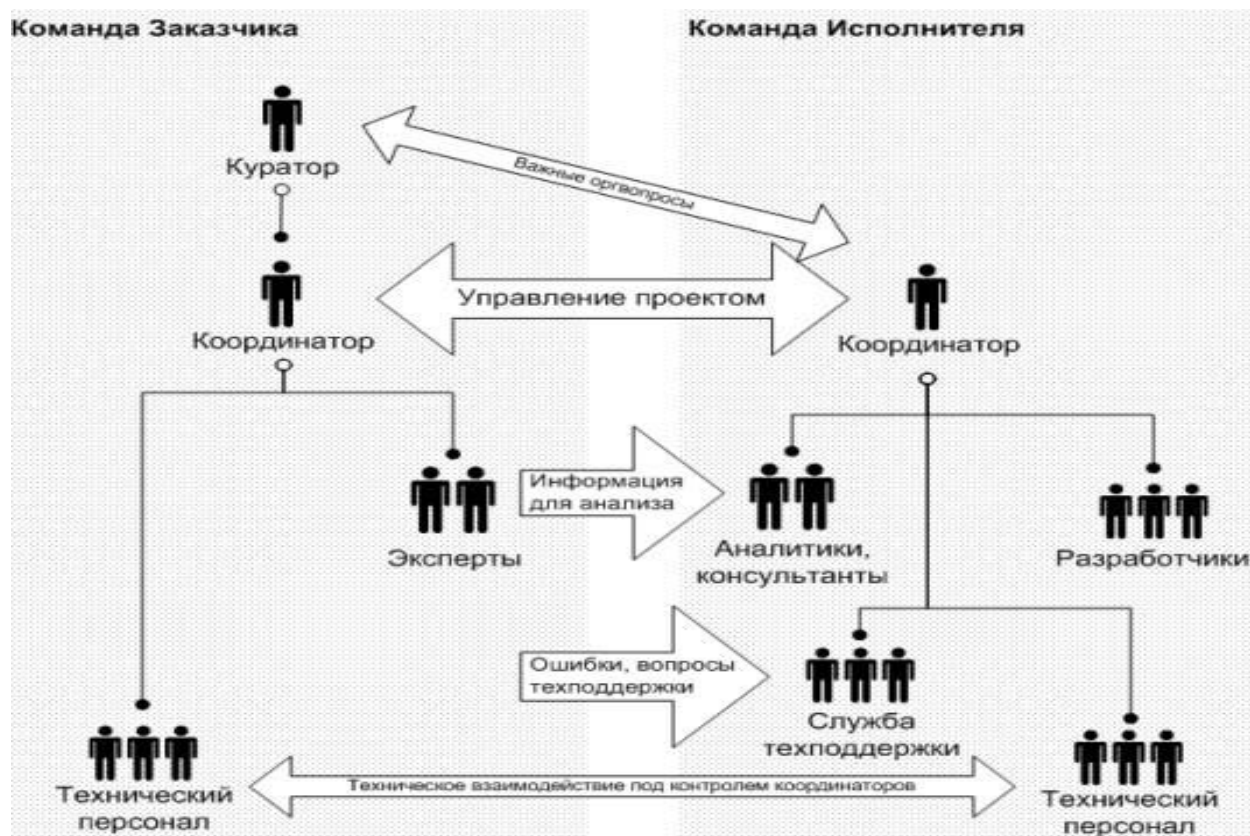 Команда Заказчика
Команда Исполнителя
Куратор
Важные оргвопросы
Координатор
Управление проектом
Координатор
Эксперты
Информация
для анализа
Аналитики,
консультанты
Разработчики
Ошибки, вопросы
техподдержки
Служба
техподдержки
Технический
персонал
Техническое взаимодействие под контролем координаторов
Технический
персонал